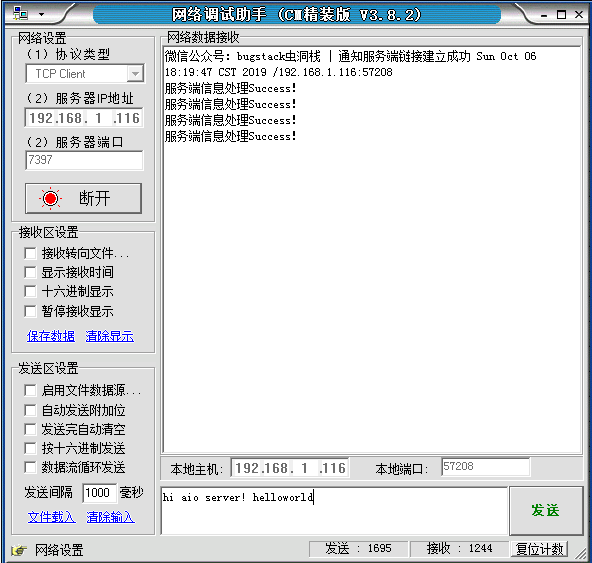 网络调试助手 (CM精装版 V3.8.2)
网络设置
(1) 协议类型
TCP Client
(2) 服务器IP地址
192.168. 1 .116
(2) 服务器端口
7397
断开
接收区设置
接收转向文件...
显示接收时间
十六进制显示
暂停接收显示
保存数据 清除显示
发送区设置
启用文件数据源...
自动发送附加位
发送完自动清空
按十六进制发送
数据流循环发送
发送间隔 1000 毫秒
文件载入 清除输入
网络数据接收
微信公众号: bugstack虫洞栈 | 通知服务端链接建立成功 Sun Oct 06
18:19:47 CST 2019 /192.168.1.116:57208
服务端信息处理Success!
服务端信息处理Success!
服务端信息处理Success!
服务端信息处理Success!
本地主机: 192.168. 1 .116 本地端口: 57208
hi aio server! helloworld
发送
网络设置 发送 : 1695 接收 : 1244 复位计数